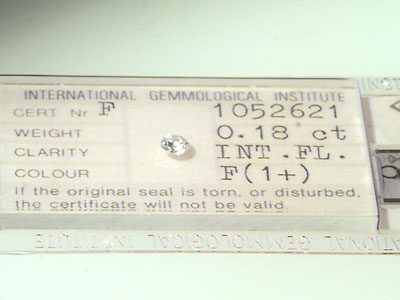 INTERNATIONAL GEMMOLOGICAL INSTITUTE
CERT Nr F 1052621
WEIGHT 0.18 ct
CLARITY INT.FL.
COLOUR F(1+)
If the original seal is torn, or disturbed,
the certificate will not be valid.